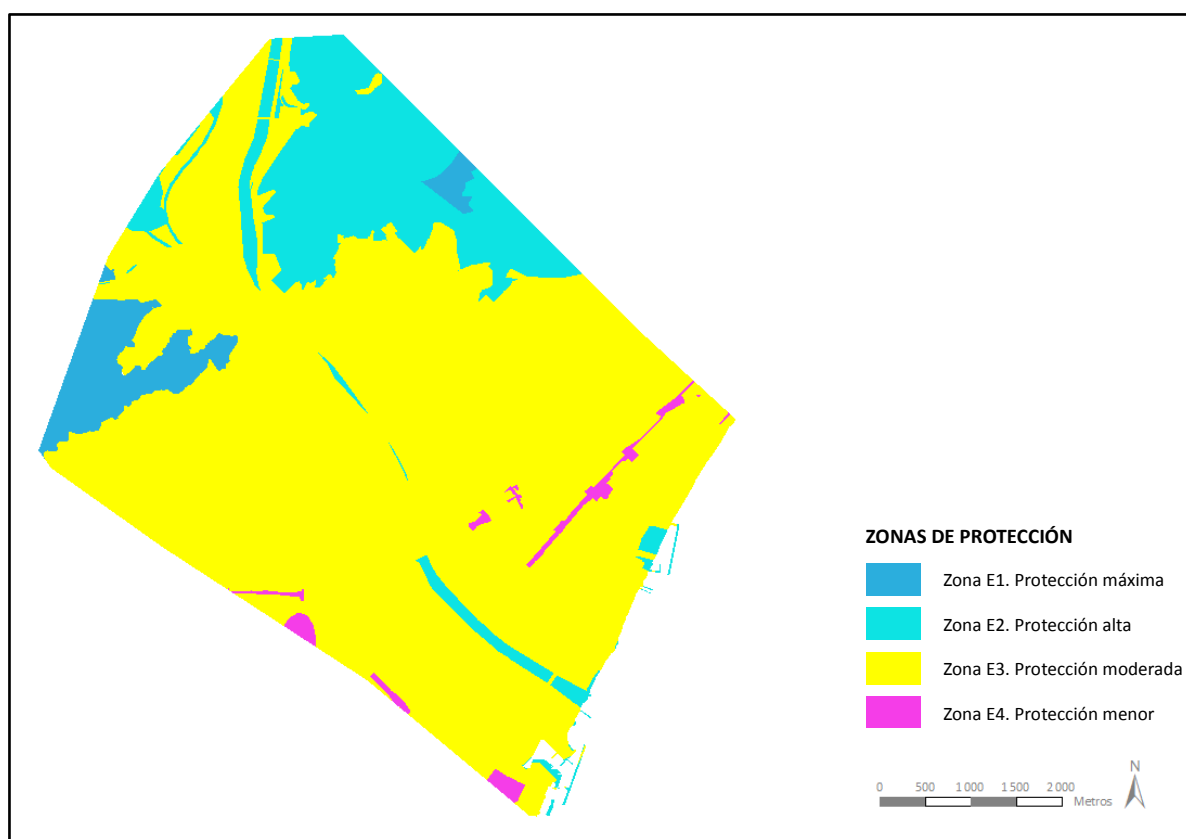 ZONAS DE PROTECCIÓN
Zona E1. Protección máxima
Zona E2. Protección alta
Zona E3. Protección moderada
Zona E4. Protección menor
N
0 500 1 000 1 500 2 000
Metros